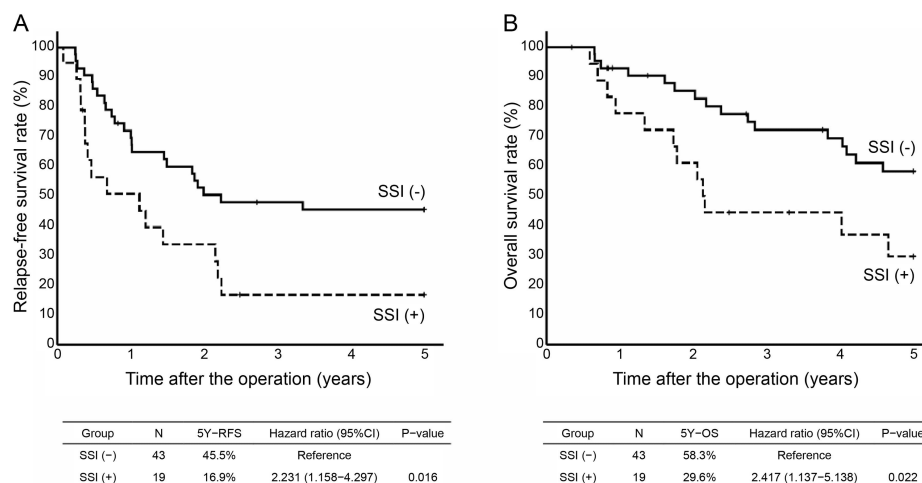 A
Relapse-free survival rate (%)
100
90
80
70
60
50
40
30
20
10
0
0 1 2 3 4 5
Time after the operation (years)
SSI (-)
SSI (+)
Group N 5Y−RFS Hazard ratio (95%CI) P−value
SSI (−) 43 45.5% Reference
SSI (+) 19 16.9% 2.231 (1.158−4.297) 0.016
B
Overall survival rate (%)
100
90
80
70
60
50
40
30
20
10
0
0 1 2 3 4 5
Time after the operation (years)
SSI (-)
SSI (+)
Group N 5Y−OS Hazard ratio (95%CI) P−value
SSI (−) 43 58.3% Reference
SSI (+) 19 29.6% 2.417 (1.137−5.138) 0.022